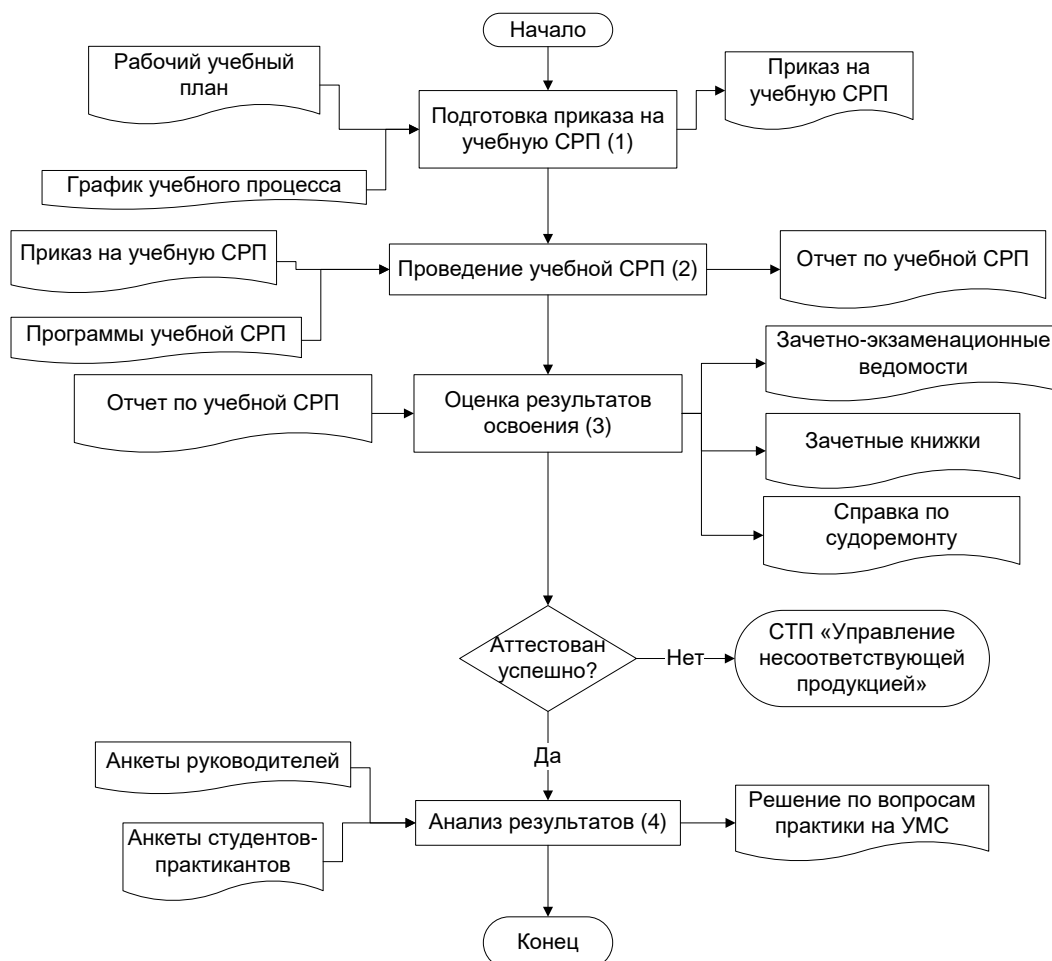 Начало
Рабочий учебный
план
Подготовка приказа на
учебную СРП (1)
Приказ на
учебную СРП
График учебного процесса
Приказ на учебную СРП
Проведение учебной СРП (2)
Отчет по учебной СРП
Программы учебной СРП
Отчет по учебной СРП
Оценка результатов
освоения (3)
Зачетно-экзаменационные
ведомости
Зачетные книжки
Справка по
судоремонту
Аттестован
успешно?
Нет
СТП «Управление
несоответствующей
продукцией»
Да
Анкеты руководителей
Анкеты студентов-
практикантов
Анализ результатов (4)
Решение по вопросам
практики на УМС
Конец